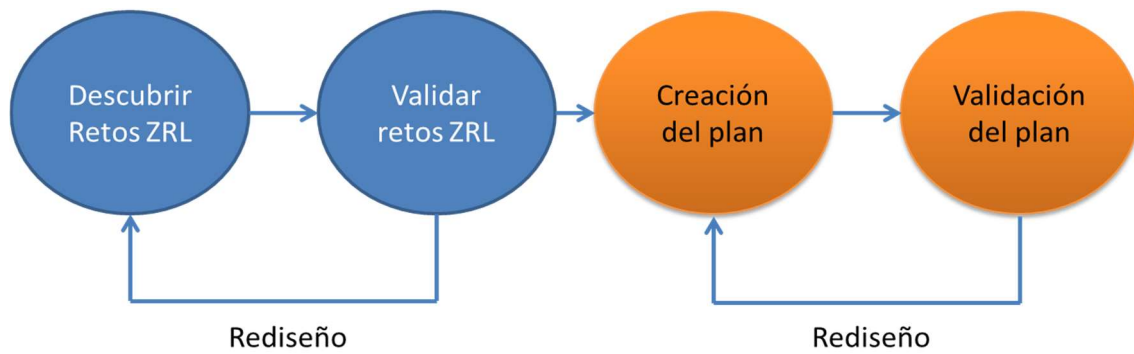 Descubrir
Retos ZRL
Validar
retos ZRL
Creación
del plan
Validación
del plan
Rediseño
Rediseño